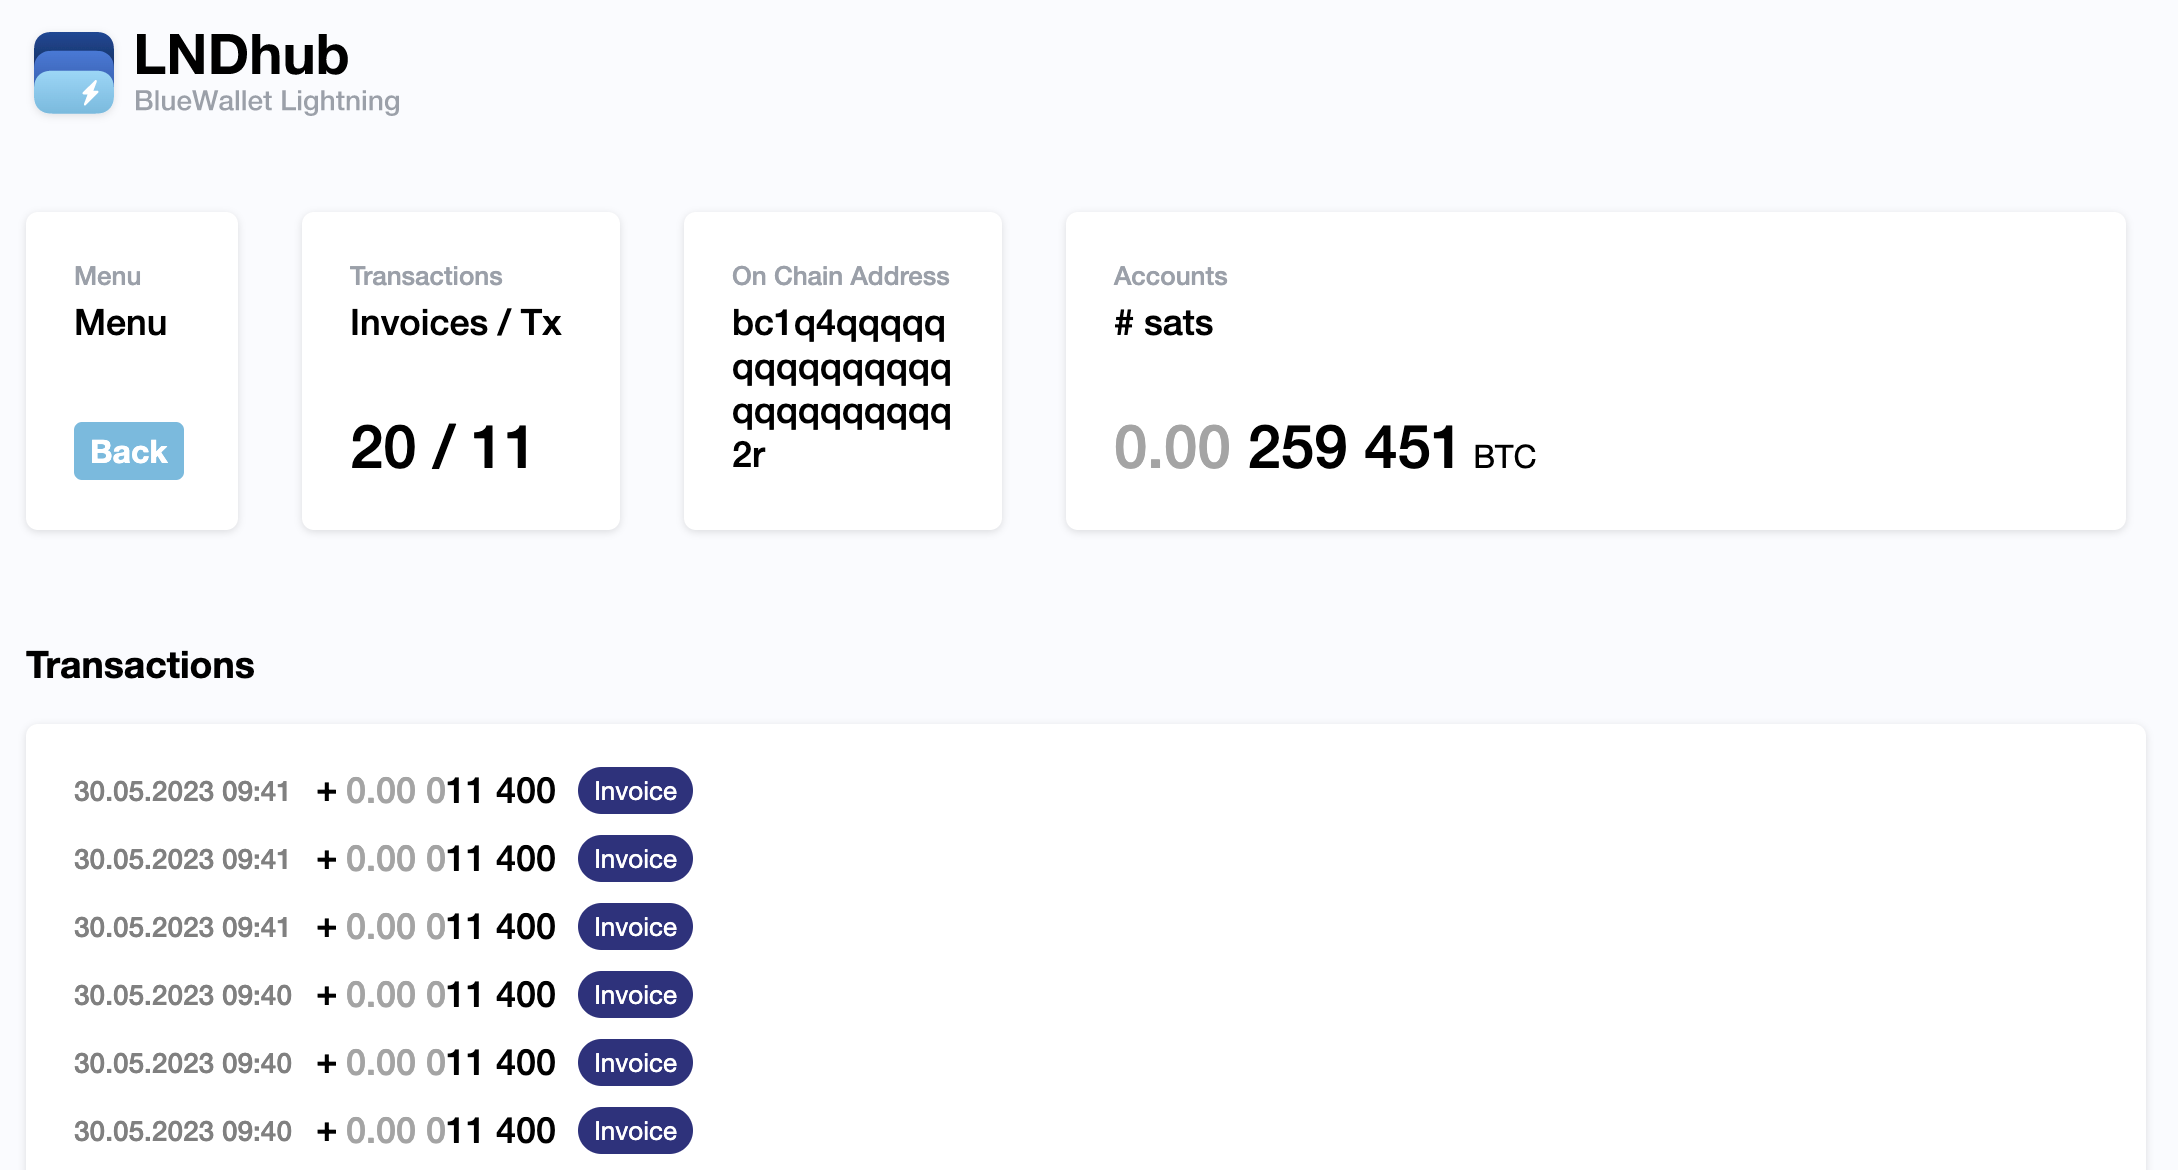 LNDhub
BlueWallet Lightning
Menu
Menu
Back
Transactions
Invoices / Tx
20 / 11
On Chain Address
bc1q4qqqqq
qqqqqqqqqq
qqqqqqqqqq
2r
Accounts
# sats
0.00 259 451 BTC
Transactions
30.05.2023 09:41 + 0.00 011 400 Invoice
30.05.2023 09:41 + 0.00 011 400 Invoice
30.05.2023 09:41 + 0.00 011 400 Invoice
30.05.2023 09:40 + 0.00 011 400 Invoice
30.05.2023 09:40 + 0.00 011 400 Invoice
30.05.2023 09:40 + 0.00 011 400 Invoice